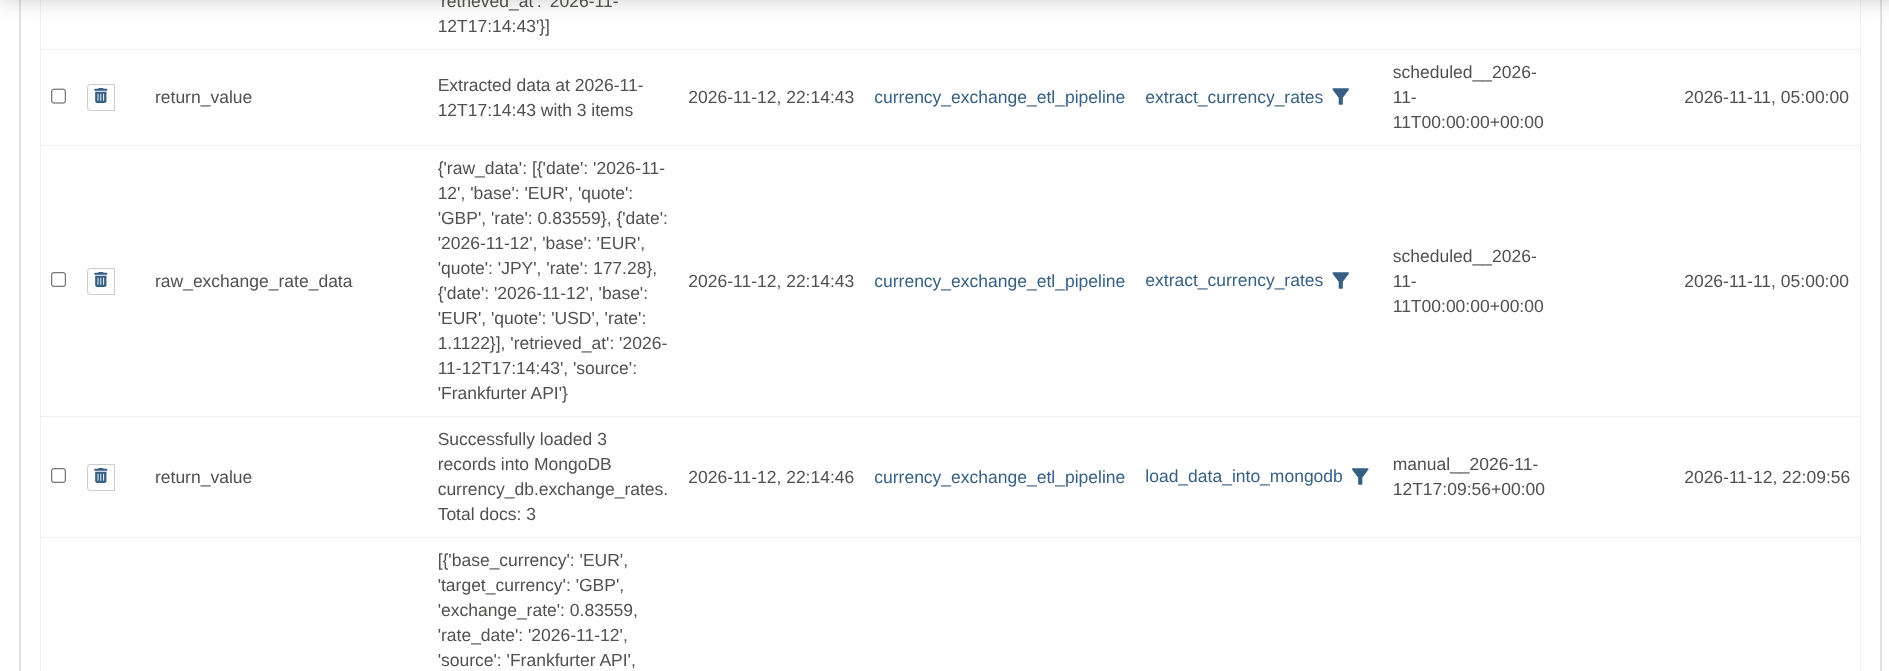 'retrieved_at': '2026-11-
12T17:14:43'}]
return_value
Extracted data at 2026-11-
12T17:14:43 with 3 items
2026-11-12, 22:14:43
currency_exchange_etl_pipeline
extract_currency_rates
scheduled__2026-
11-
11T00:00:00+00:00
2026-11-11, 05:00:00
raw_exchange_rate_data
{'raw_data': [{'date': '2026-11-
12', 'base': 'EUR', 'quote':
'GBP', 'rate': 0.83559}, {'date':
'2026-11-12', 'base': 'EUR',
'quote': 'JPY', 'rate': 177.28},
{'date': '2026-11-12', 'base':
'EUR', 'quote': 'USD', 'rate':
1.1122}], 'retrieved_at': '2026-
11-12T17:14:43', 'source':
'Frankfurter API'}
2026-11-12, 22:14:43
currency_exchange_etl_pipeline
extract_currency_rates
scheduled__2026-
11-
11T00:00:00+00:00
2026-11-11, 05:00:00
return_value
Successfully loaded 3
records into MongoDB
currency_db.exchange_rates.
Total docs: 3
2026-11-12, 22:14:46
currency_exchange_etl_pipeline
load_data_into_mongodb
manual__2026-11-
12T17:09:56+00:00
2026-11-12, 22:09:56
[{'base_currency': 'EUR',
'target_currency': 'GBP',
'exchange_rate': 0.83559,
'rate_date': '2026-11-12',
'source': 'Frankfurter API',